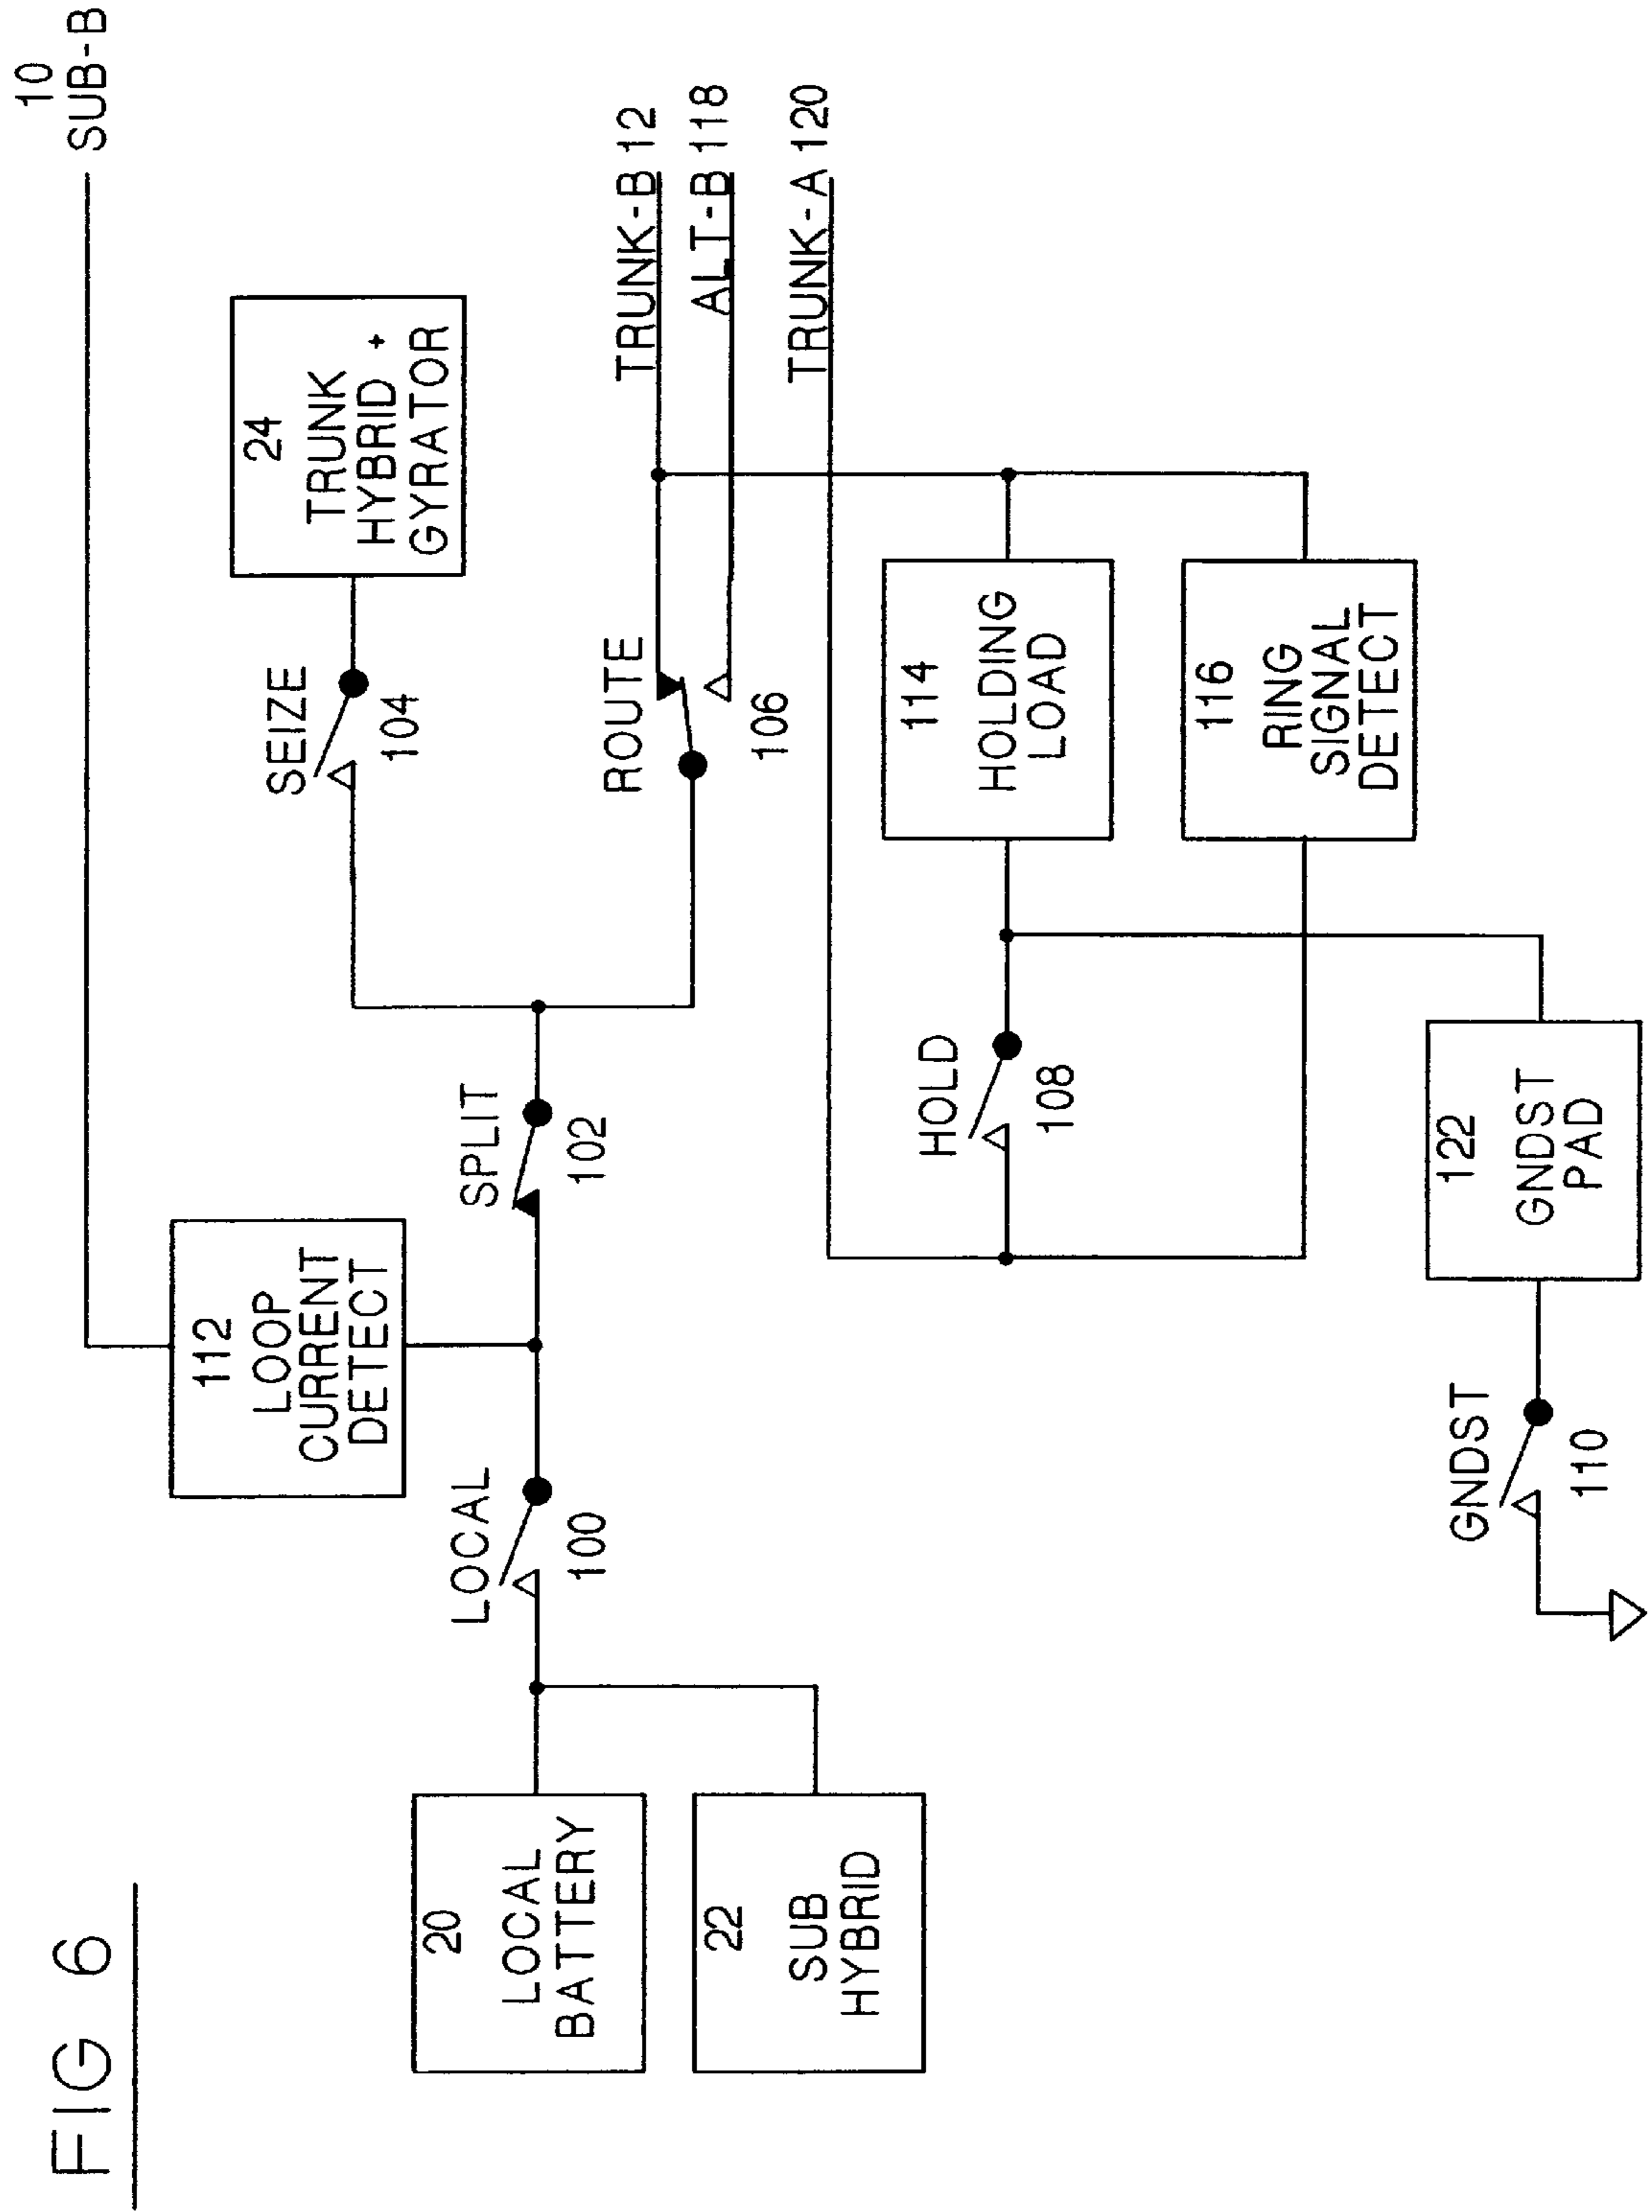 FIG 6
10
SUB-B
112
LOOP
CURRENT
DETECT
24
TRUNK
HYBRID +
GYRATOR
SEIZE
104
LOCAL
100
SPLIT
102
ROUTE
106
TRUNK-B 12
ALT-B 118
TRUNK-A 120
20
LOCAL
BATTERY
22
SUB
HYBRID
HOLD
108
114
HOLDING
LOAD
116
RING
SIGNAL
DETECT
GNDST
110
122
GNDST
PAD